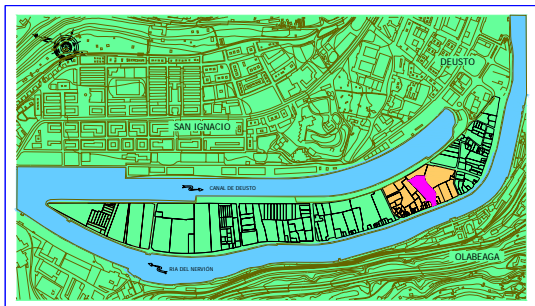 DEUSTO
SAN IGNACIO
CANAL DE DEUSTO
OLABEAGA
RIA DEL NERVIÓN